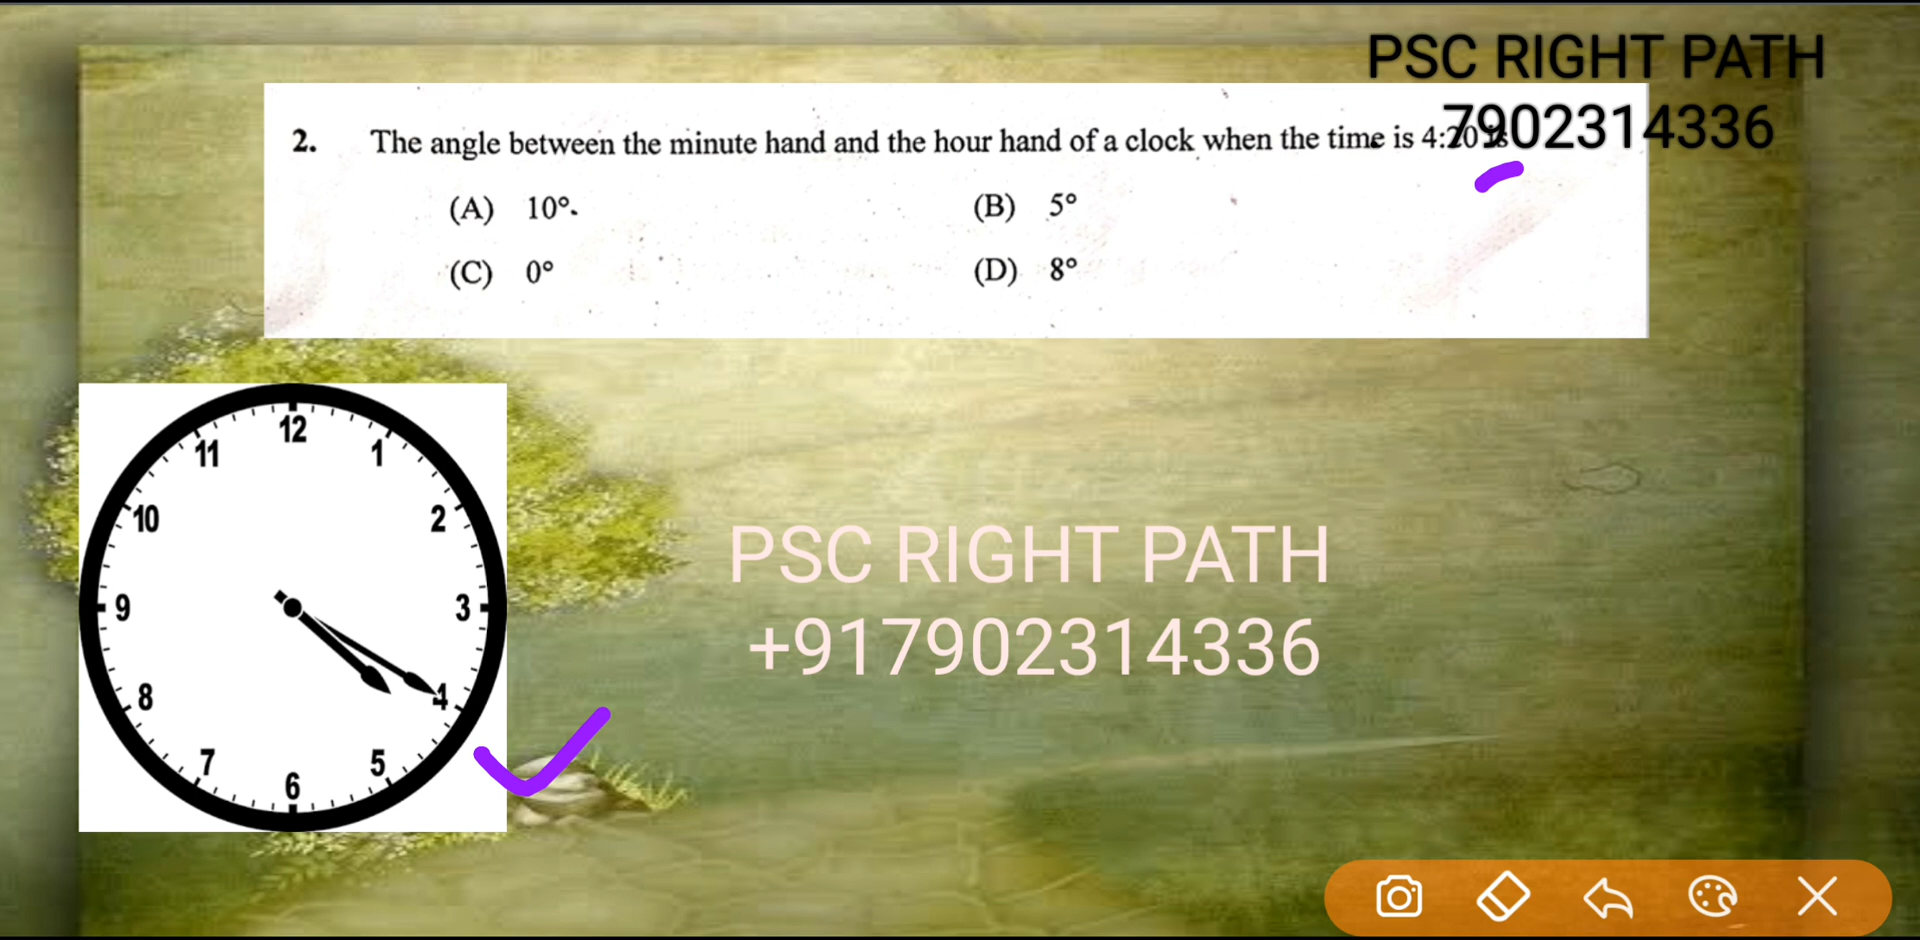 PSC RIGHT PATH
7902314336
2. The angle between the minute hand and the hour hand of a clock when the time is 4:20 is
(A) 10°. (B) 5°
(C) 0° (D) 8°
12
11 1
10 2
9 3
8 4
7 5
6
PSC RIGHT PATH
+917902314336